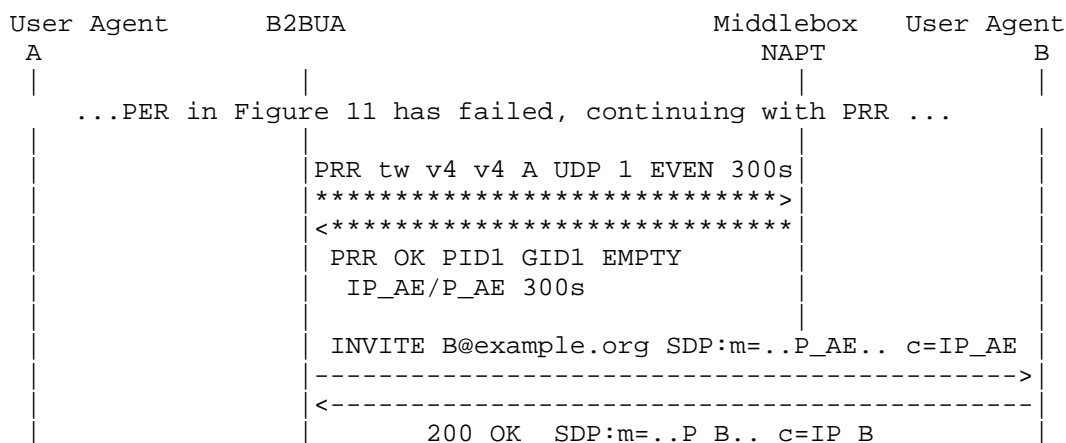 User Agent        B2BUA                       Middlebox   User Agent
 A                                              NAPT             B
 |                |                              |              |
    ...PER in Figure 11 has failed, continuing with PRR ...
 |                |                              |              |
 |                |PRR tw v4 v4 A UDP 1 EVEN 300s|              |
 |                |*****************************>|              |
 |                |<*****************************|              |
 |                | PRR OK PID1 GID1 EMPTY       |              |
 |                |  IP_AE/P_AE 300s             |              |
 |                |                              |              |
 |                | INVITE B@example.org SDP:m=..P_AE.. c=IP_AE |
 |                |-------------------------------------------->|
 |                |<--------------------------------------------|
 |                |       200 OK  SDP:m=..P_B.. c=IP_B          |